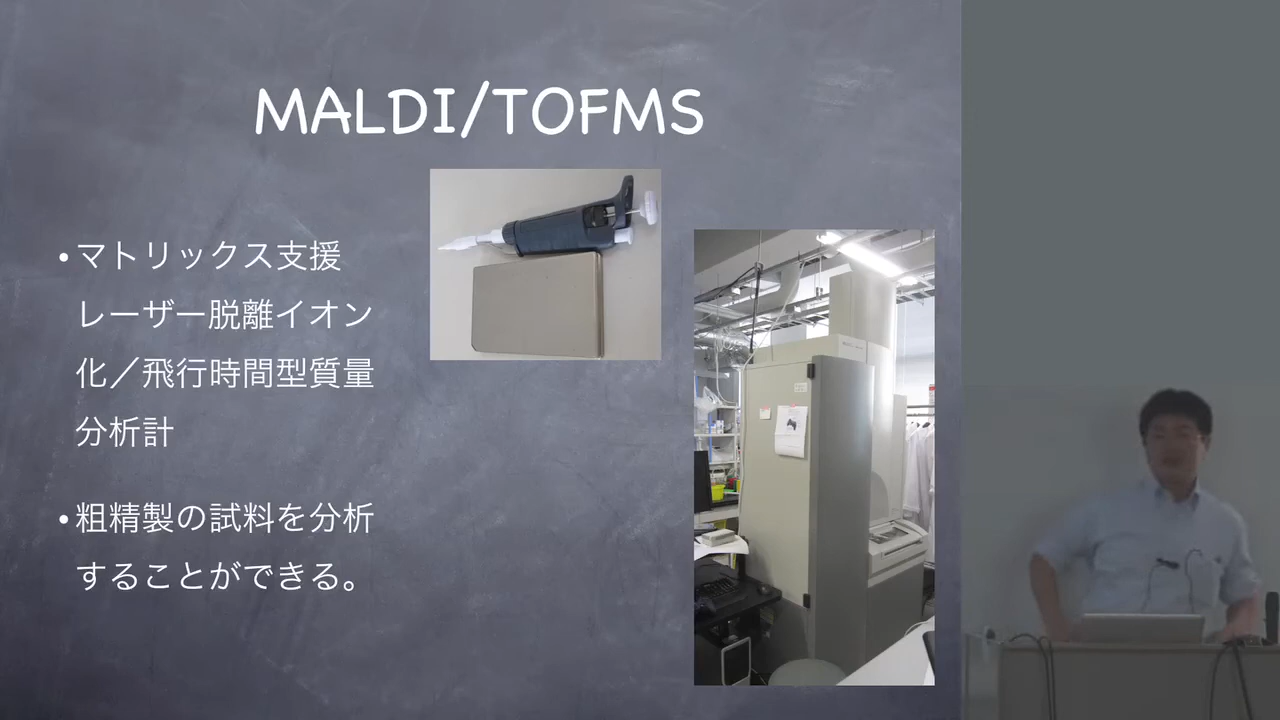 MALDI/TOFMS
•マトリックス支援
レーザー脱離イオン
化／飛行時間型質量
分析計
•粗精製の試料を分析
することができる。